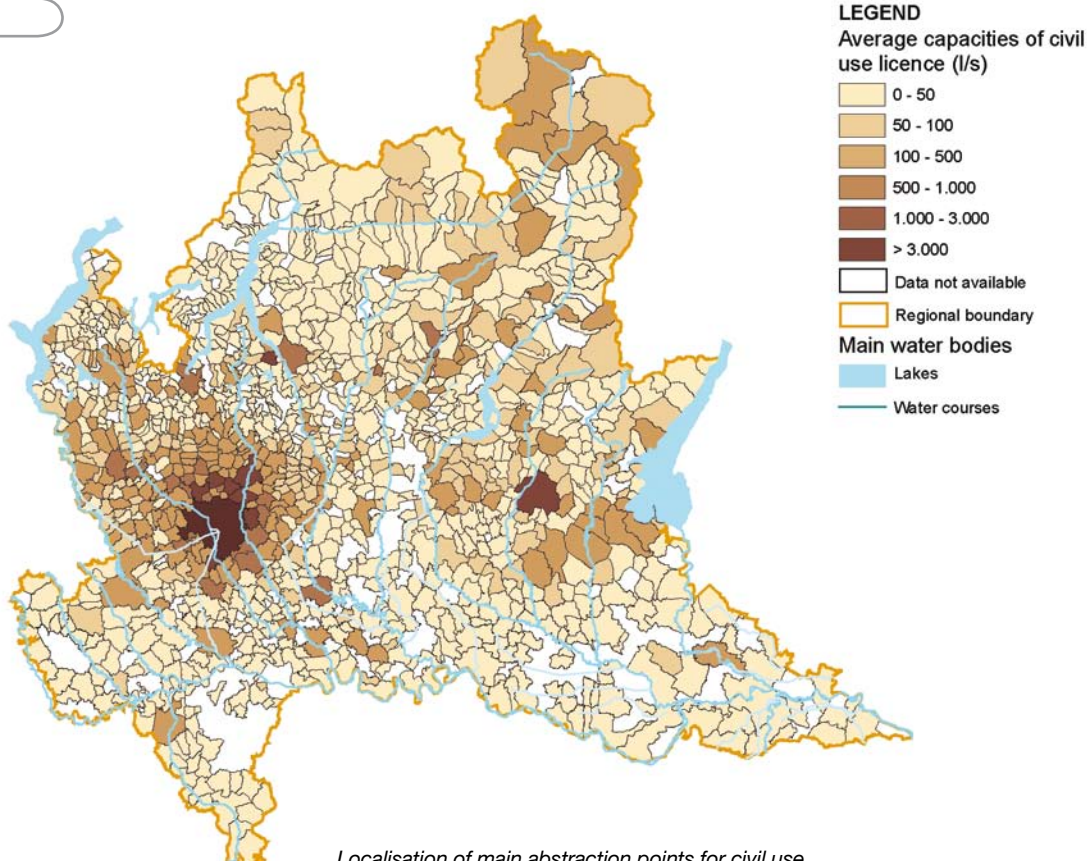 LEGEND
Average capacities of civil
use licence (l/s)
0 - 50
50 - 100
100 - 500
500 - 1.000
1.000 - 3.000
> 3.000
Data not available
Regional boundary
Main water bodies
Lakes
Water courses
Localisation of main abstraction points for civil use